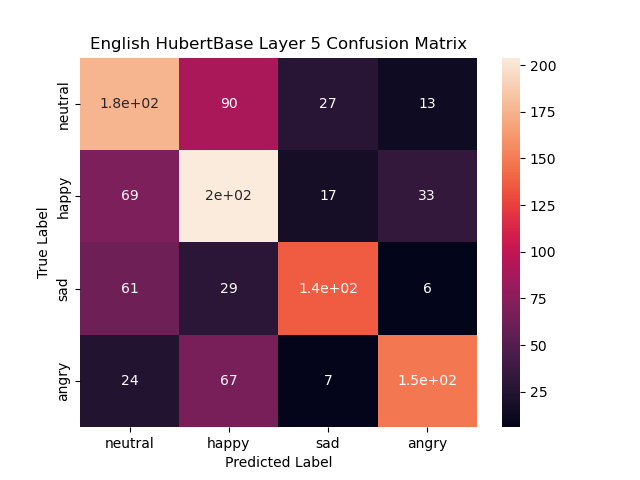 English HubertBase Layer 5 Confusion Matrix
neutral 1.8e+02 90 27 13
happy 69 2e+02 17 33
sad 61 29 1.4e+02 6
angry 24 67 7 1.5e+02
neutral happy sad angry
True Label
Predicted Label
200
175
150
125
100
75
50
25